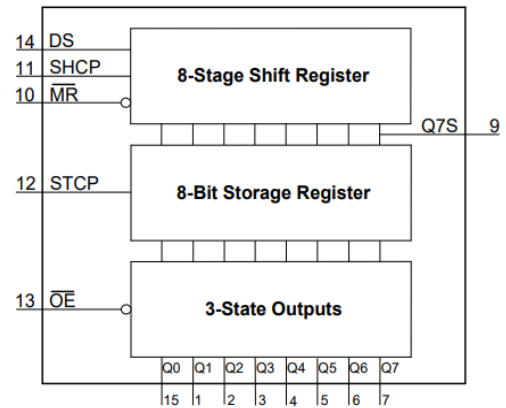 14 DS
11 SHCP
10 MR
8-Stage Shift Register
Q7S 9
12 STCP
8-Bit Storage Register
13 OE
3-State Outputs
Q0 Q1 Q2 Q3 Q4 Q5 Q6 Q7
15 1 2 3 4 5 6 7